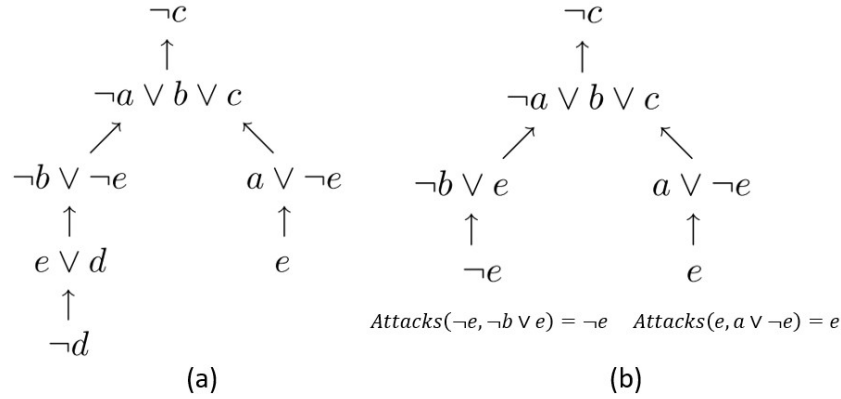 ¬c
↑
¬a ∨ b ∨ c
↗ ↖
¬b ∨ ¬e a ∨ ¬e
↑ ↑
e ∨ d e
↑
¬d
(a)
¬c
↑
¬a ∨ b ∨ c
↗ ↖
¬b ∨ e a ∨ ¬e
↑ ↑
¬e e
Attacks(¬e, ¬b ∨ e) = ¬e Attacks(e, a ∨ ¬e) = e
(b)